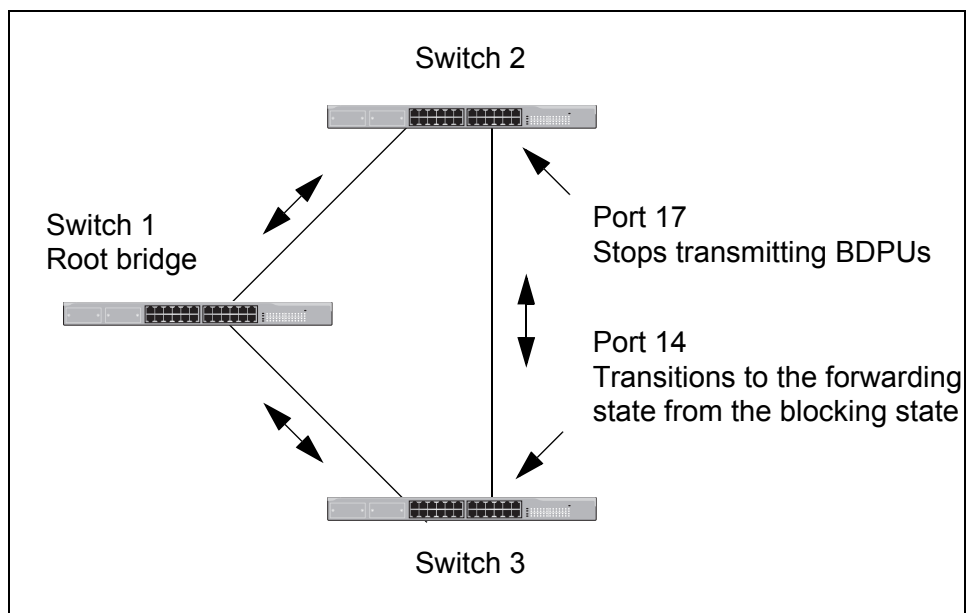 Switch 2
Switch 1
Root bridge
Port 17
Stops transmitting BDPUs
Port 14
Transitions to the forwarding
state from the blocking state
Switch 3